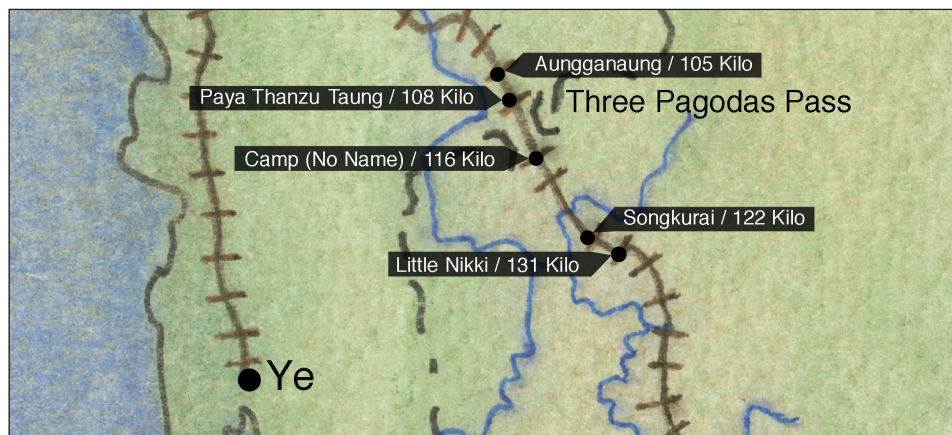 Aungganaung / 105 Kilo
Paya Thanzu Taung / 108 Kilo
Three Pagodas Pass
Camp (No Name) / 116 Kilo
Songkurai / 122 Kilo
Little Nikki / 131 Kilo
Ye